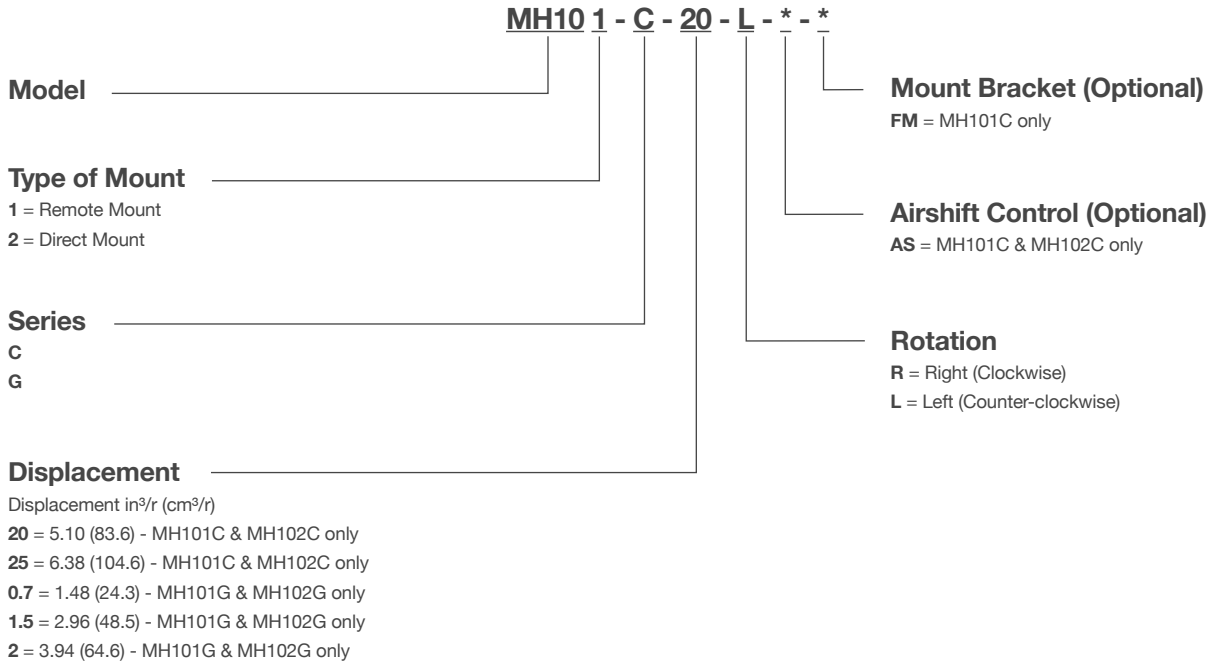 MH10 1 - C - 20 - L - * - *
Model
Type of Mount
1 = Remote Mount
2 = Direct Mount
Series
C
G
Displacement
Displacement in³/r (cm³/r)
20 = 5.10 (83.6) - MH101C & MH102C only
25 = 6.38 (104.6) - MH101C & MH102C only
0.7 = 1.48 (24.3) - MH101G & MH102G only
1.5 = 2.96 (48.5) - MH101G & MH102G only
2 = 3.94 (64.6) - MH101G & MH102G only
Mount Bracket (Optional)
FM = MH101C only
Airshift Control (Optional)
AS = MH101C & MH102C only
Rotation
R = Right (Clockwise)
L = Left (Counter-clockwise)